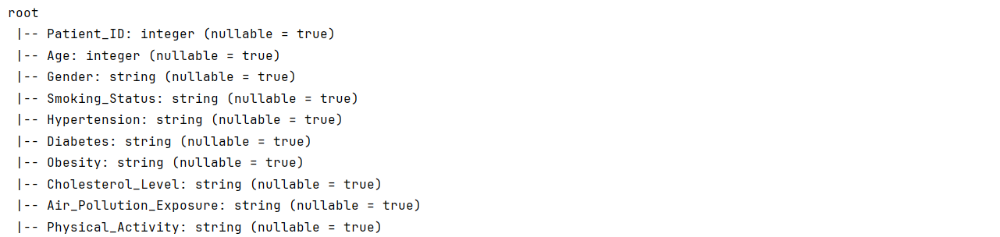 root
 |-- Patient_ID: integer (nullable = true)
 |-- Age: integer (nullable = true)
 |-- Gender: string (nullable = true)
 |-- Smoking_Status: string (nullable = true)
 |-- Hypertension: string (nullable = true)
 |-- Diabetes: string (nullable = true)
 |-- Obesity: string (nullable = true)
 |-- Cholesterol_Level: string (nullable = true)
 |-- Air_Pollution_Exposure: string (nullable = true)
 |-- Physical_Activity: string (nullable = true)